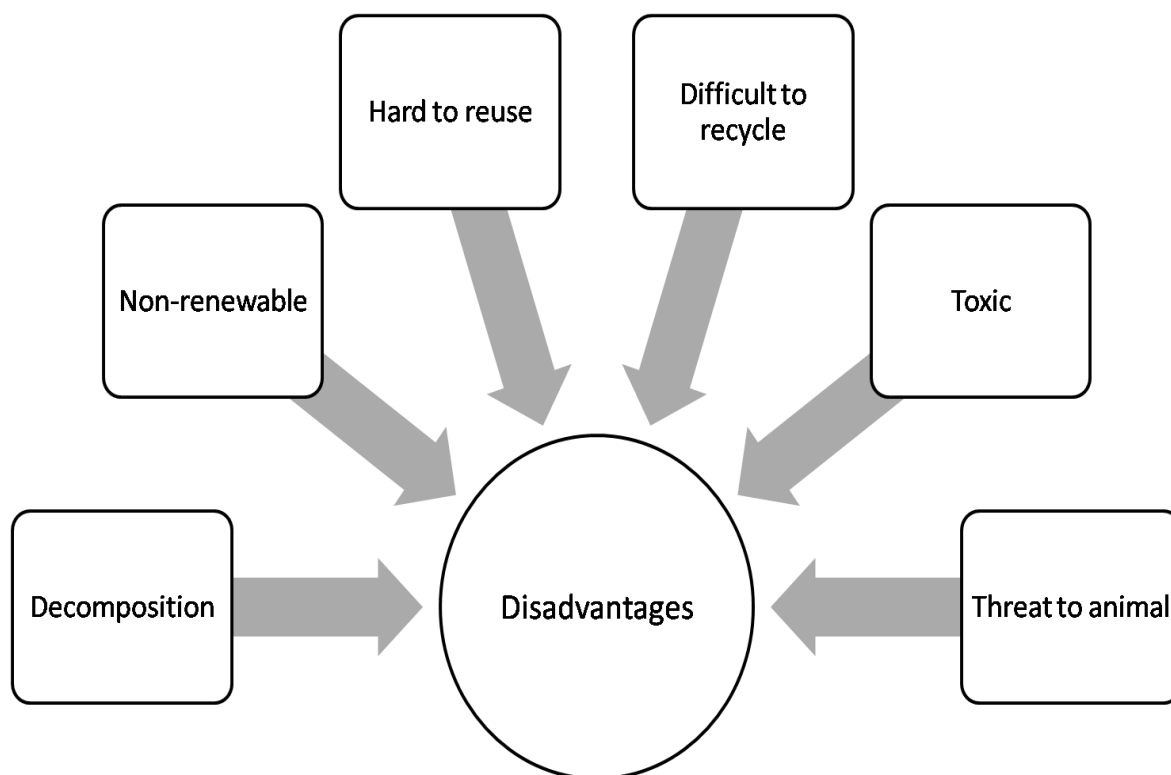 Hard to reuse
Difficult to
recycle
Non-renewable
Toxic
Decomposition
Disadvantages
Threat to animal